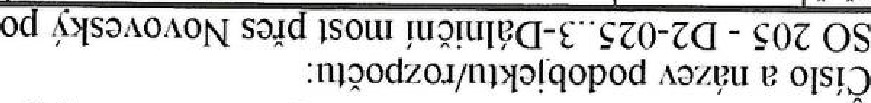 Číslo a název podobjektu/rozpočtu:
SO 205 - D2-025..3..-Dálniční most přes Novoveský po